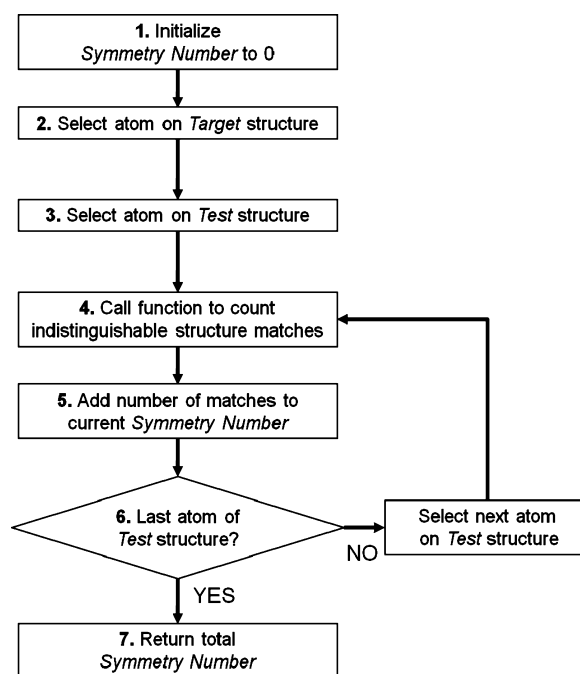 1. Initialize
Symmetry Number to 0
2. Select atom on Target structure
3. Select atom on Test structure
4. Call function to count
indistinguishable structure matches
5. Add number of matches to
current Symmetry Number
6. Last atom of
Test structure?
NO
Select next atom
on Test structure
YES
7. Return total
Symmetry Number